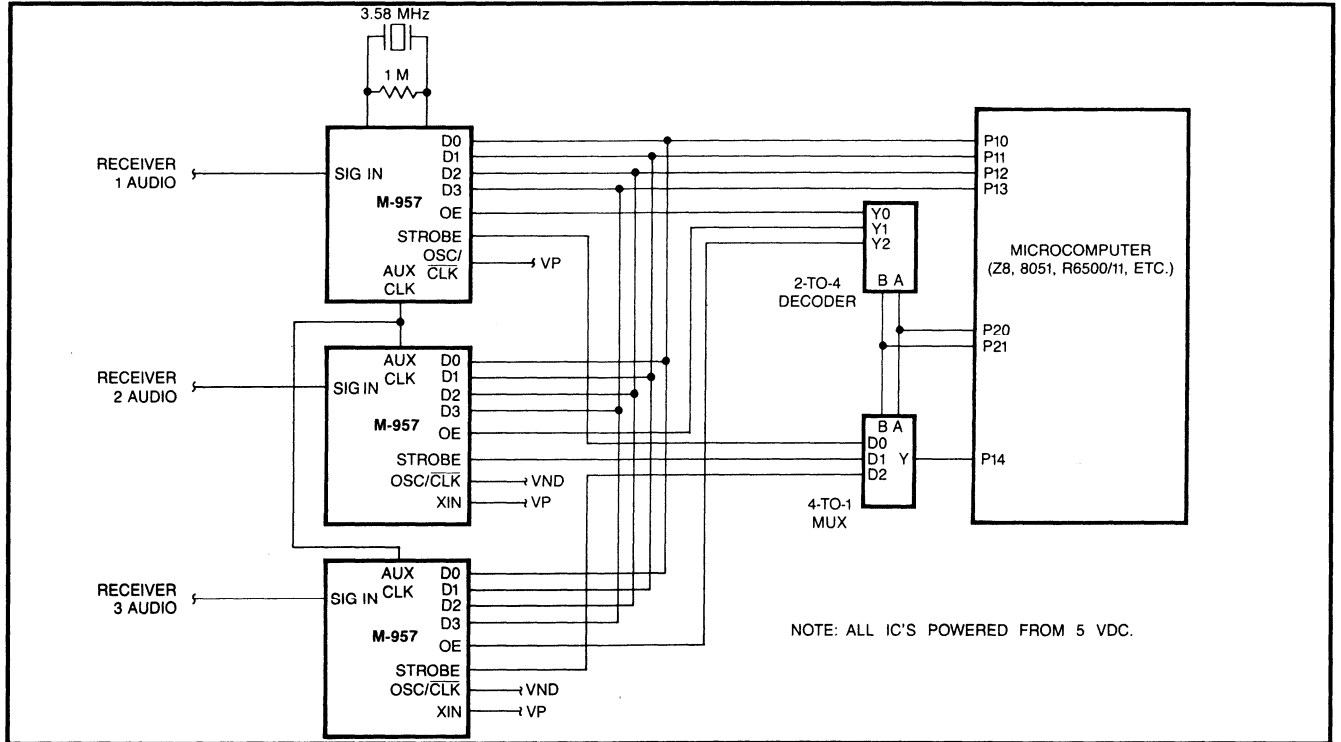 3.58 MHz
1 M
RECEIVER
1 AUDIO
SIG IN
D0
D1
D2
D3
M-957
OE
STROBE
OSC/
CLK
VP
AUX
CLK
RECEIVER
2 AUDIO
SIG IN
AUX
CLK
D0
D1
D2
D3
M-957
OE
STROBE
OSC/CLK
VND
XIN
VP
RECEIVER
3 AUDIO
SIG IN
AUX
CLK
D0
D1
D2
D3
M-957
OE
STROBE
OSC/CLK
VND
XIN
VP
Y0
Y1
Y2
B A
2-TO-4
DECODER
B A
D0
D1 Y
D2
4-TO-1
MUX
P10
P11
P12
P13
MICROCOMPUTER
(Z8, 8051, R6500/11, ETC.)
P20
P21
P14
NOTE: ALL IC'S POWERED FROM 5 VDC.